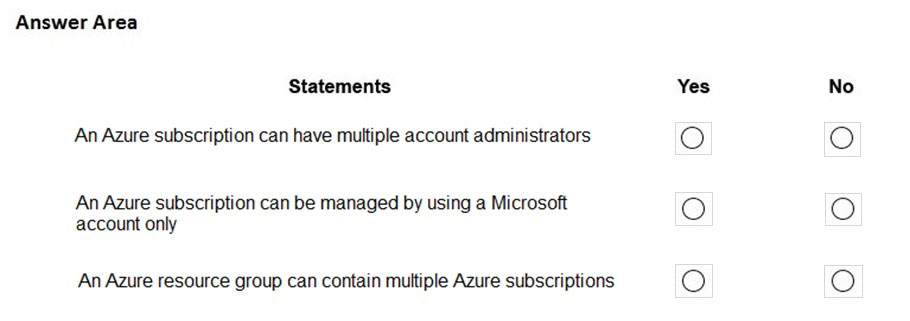 Answer Area
Statements Yes No
An Azure subscription can have multiple account administrators
An Azure subscription can be managed by using a Microsoft
account only
An Azure resource group can contain multiple Azure subscriptions